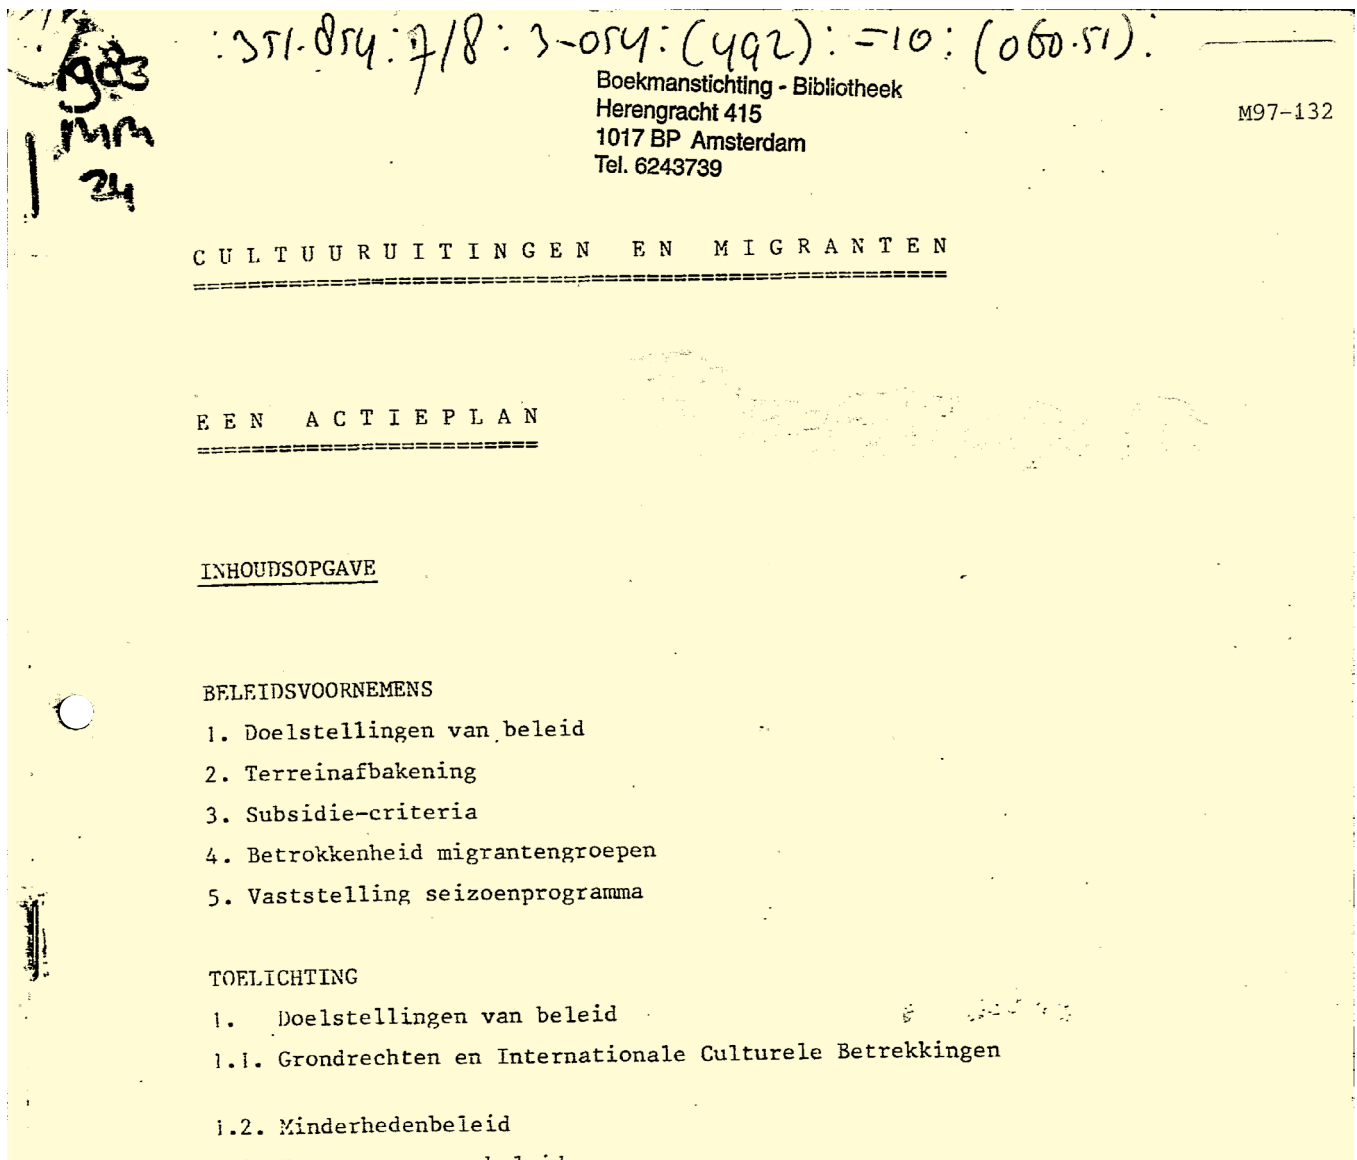 :351.854:7/8:3-054:(492):=10:(060.51):
1983
MM
24
Boekmanstichting - Bibliotheek
Herengracht 415
1017 BP Amsterdam
Tel. 6243739
M97-132
CULTUURUITINGEN EN MIGRANTEN
EEN ACTIEPLAN
INHOUDSOPGAVE
BELEIDSVOORNEMENS
1. Doelstellingen van beleid
2. Terreinafbakening
3. Subsidie-criteria
4. Betrokkenheid migrantengroepen
5. Vaststelling seizoenprogramma
TOELICHTING
1. Doelstellingen van beleid
1.1. Grondrechten en Internationale Culturele Betrekkingen
1.2. Minderhedenbeleid